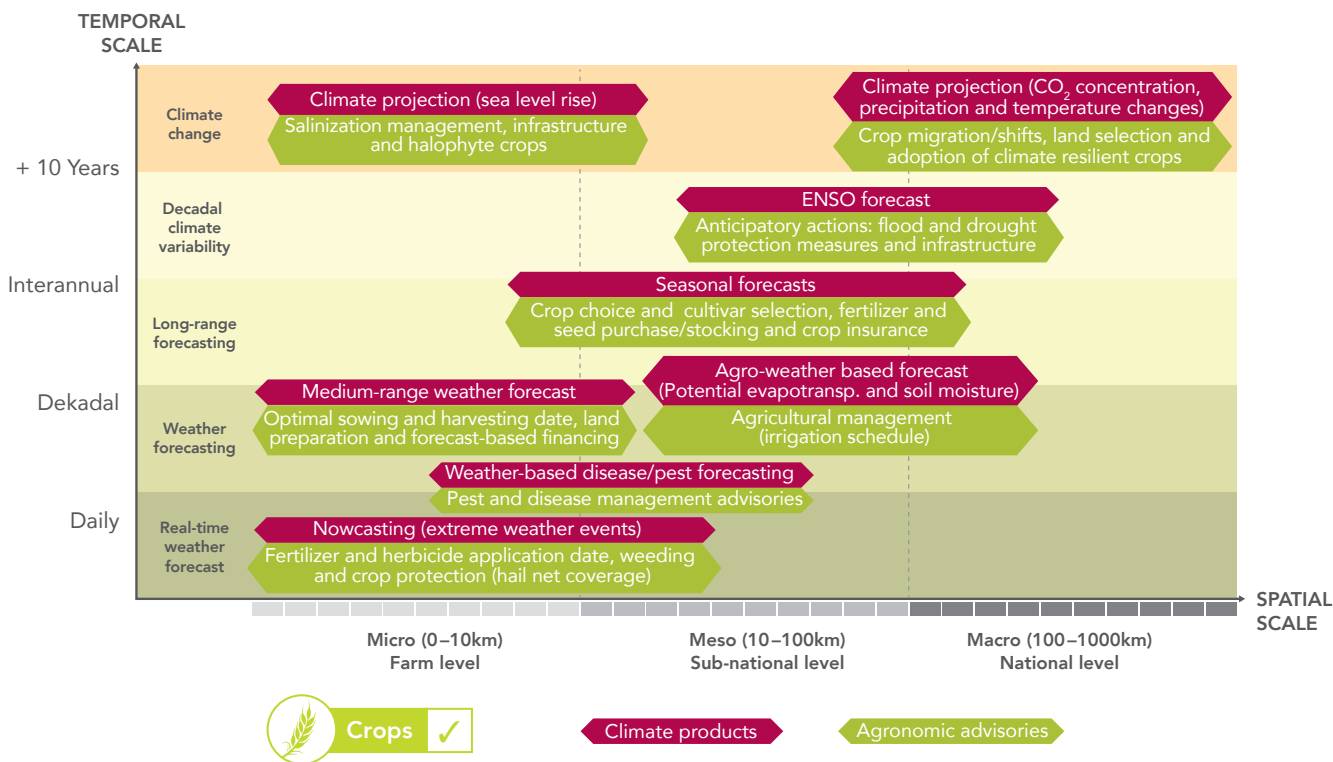 TEMPORAL
SCALE
Climate
change
Climate projection (sea level rise)
Salinization management, infrastructure
and halophyte crops
Climate projection (CO₂ concentration,
precipitation and temperature changes)
Crop migration/shifts, land selection and
adoption of climate resilient crops
+ 10 Years
Decadal
climate
variability
ENSO forecast
Anticipatory actions: flood and drought
protection measures and infrastructure
Interannual
Long-range
forecasting
Seasonal forecasts
Crop choice and cultivar selection, fertilizer and
seed purchase/stocking and crop insurance
Dekadal
Weather
forecasting
Medium-range weather forecast
Optimal sowing and harvesting date, land
preparation and forecast-based financing
Agro-weather based forecast
(Potential evapotransp. and soil moisture)
Agricultural management
(irrigation schedule)
Weather-based disease/pest forecasting
Pest and disease management advisories
Daily
Real-time
weather
forecast
Nowcasting (extreme weather events)
Fertilizer and herbicide application date, weeding
and crop protection (hail net coverage)
SPATIAL
SCALE
Micro (0–10km)
Farm level
Meso (10–100km)
Sub-national level
Macro (100–1000km)
National level
Crops ✓
Climate products
Agronomic advisories